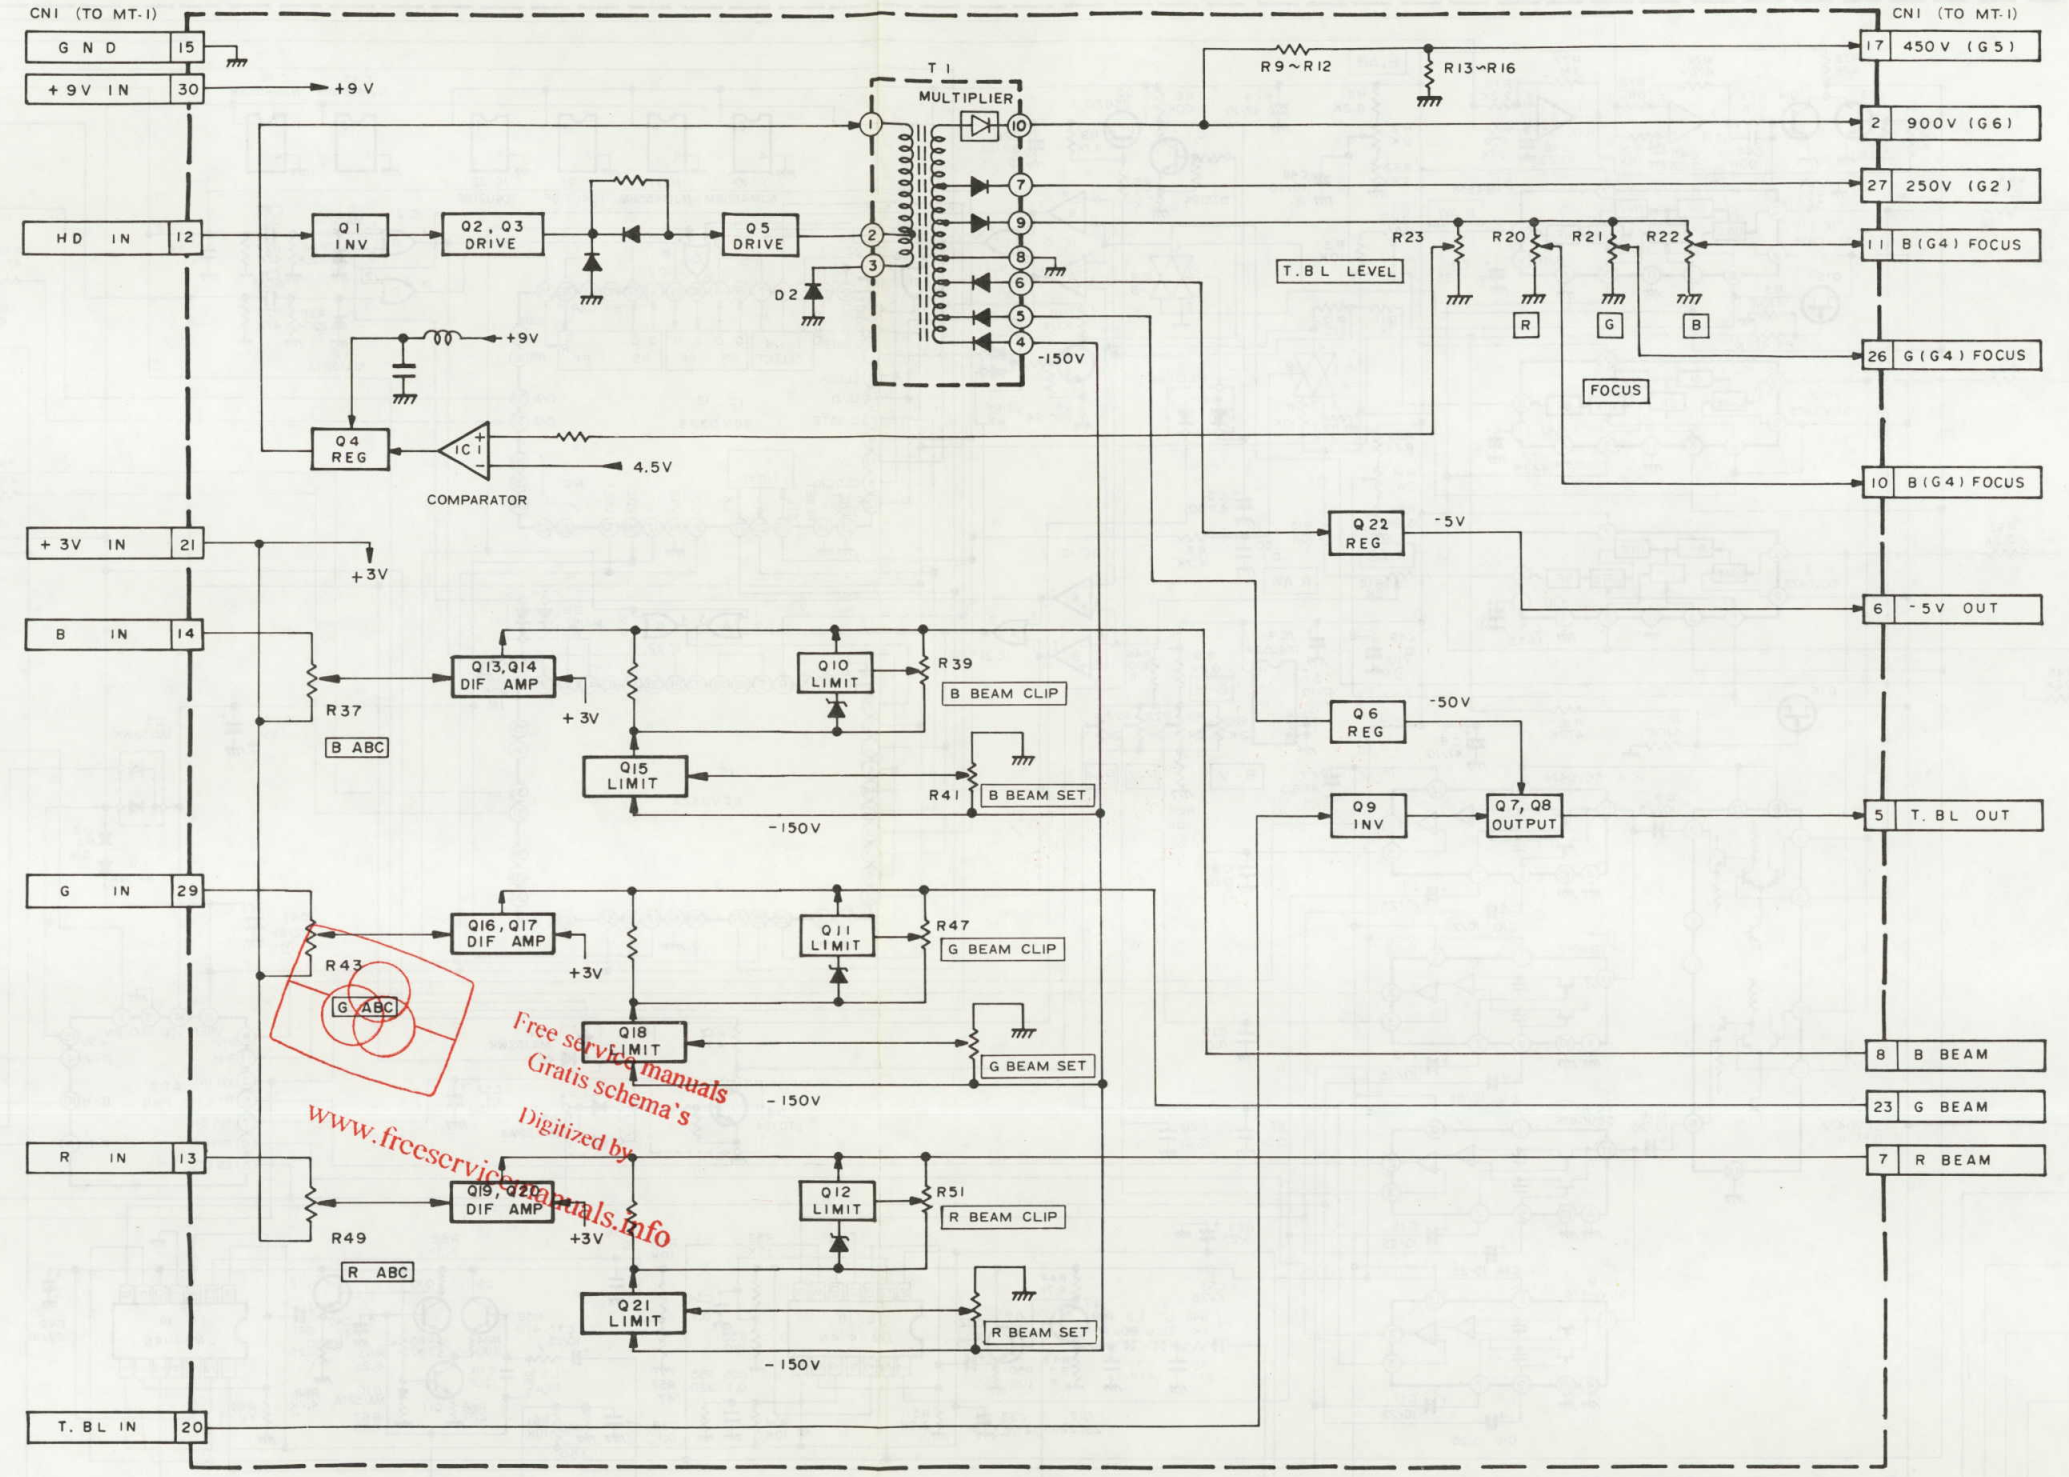 CN1 (TO MT-1)
CN1 (TO MT-1)
GND 15
+9V IN 30
+9V
T1
MULTIPLIER
R9~R12
R13~R16
17 450V (G5)
1
10
2 900V (G6)
7
27 250V (G2)
HD IN 12
Q1
INV
Q2, Q3
DRIVE
Q5
DRIVE
2
3
9
8
6
5
4
D2
-150V
R23
R20
R21
R22
11 B(G4) FOCUS
T.BL LEVEL
R
G
B
26 G(G4) FOCUS
FOCUS
+9V
Q4
REG
IC1
+
-
4.5V
COMPARATOR
10 B(G4) FOCUS
+3V IN 21
+3V
Q22
REG
-5V
6 -5V OUT
B IN 14
R37
B ABC
Q13,Q14
DIF AMP
+3V
Q10
LIMIT
R39
B BEAM CLIP
Q15
LIMIT
R41
B BEAM SET
-150V
Q6
REG
-50V
Q9
INV
Q7, Q8
OUTPUT
5 T.BL OUT
G IN 29
R43
G ABC
Q16, Q17
DIF AMP
+3V
Q11
LIMIT
R47
G BEAM CLIP
Q18
LIMIT
G BEAM SET
-150V
8 B BEAM
23 G BEAM
7 R BEAM
Free service manuals
Gratis schema`s
Digitized by
www.freeservicemanuals.info
R IN 13
R49
R ABC
Q19, Q20
DIF AMP
+3V
Q12
LIMIT
R51
R BEAM CLIP
Q21
LIMIT
R BEAM SET
-150V
T.BL IN 20